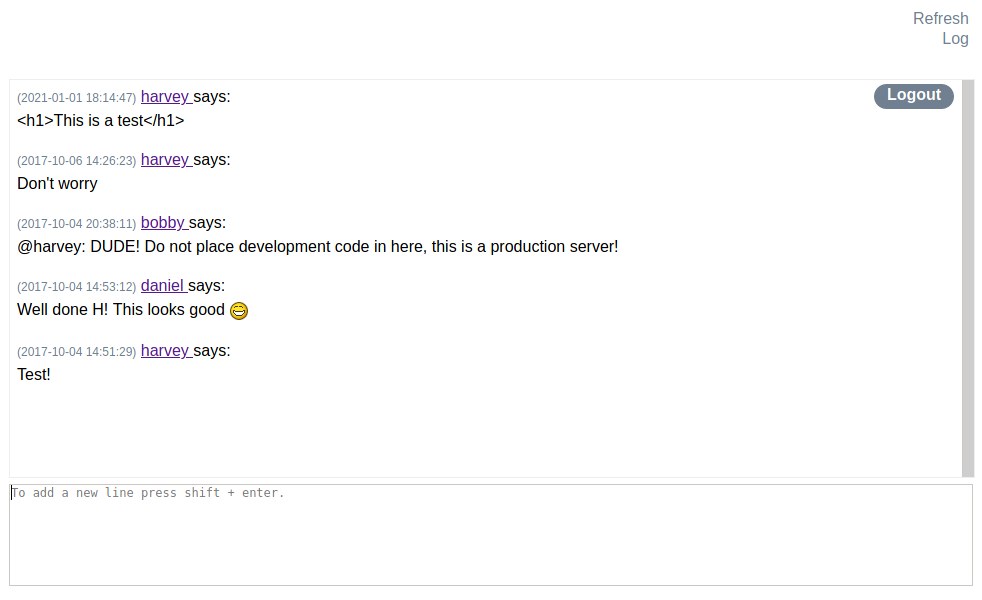 Refresh
Log
Logout
(2021-01-01 18:14:47) harvey says:
<h1>This is a test</h1>
(2017-10-06 14:26:23) harvey says:
Don't worry
(2017-10-04 20:38:11) bobby says:
@harvey: DUDE! Do not place development code in here, this is a production server!
(2017-10-04 14:53:12) daniel says:
Well done H! This looks good 😁
(2017-10-04 14:51:29) harvey says:
Test!
To add a new line press shift + enter.